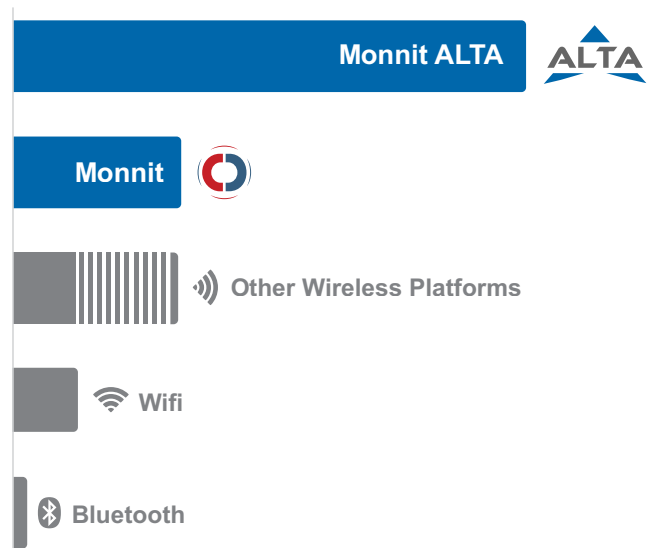 Monnit ALTA
ALTA
Monnit
Other Wireless Platforms
Wifi
Bluetooth